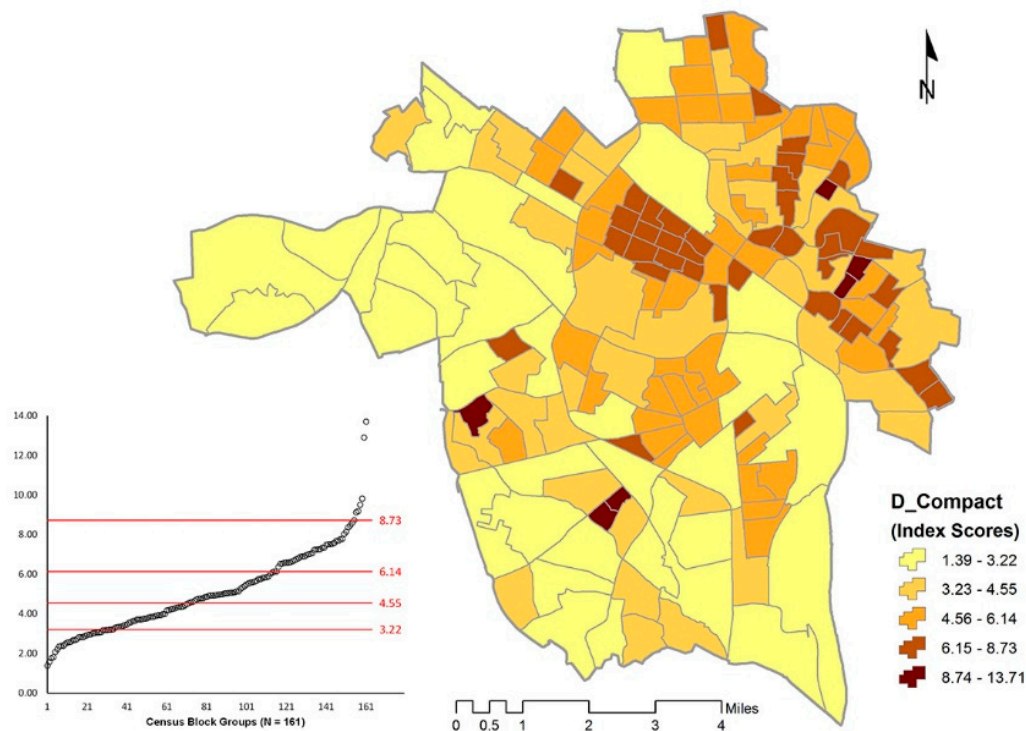 N
14.00
12.00
10.00
8.00
6.00
4.00
2.00
0.00
8.73
6.14
4.55
3.22
1 21 41 61 81 101 121 141 161
Census Block Groups (N = 161)
D_Compact
(Index Scores)
1.39 - 3.22
3.23 - 4.55
4.56 - 6.14
6.15 - 8.73
8.74 - 13.71
Miles
0 0.5 1 2 3 4